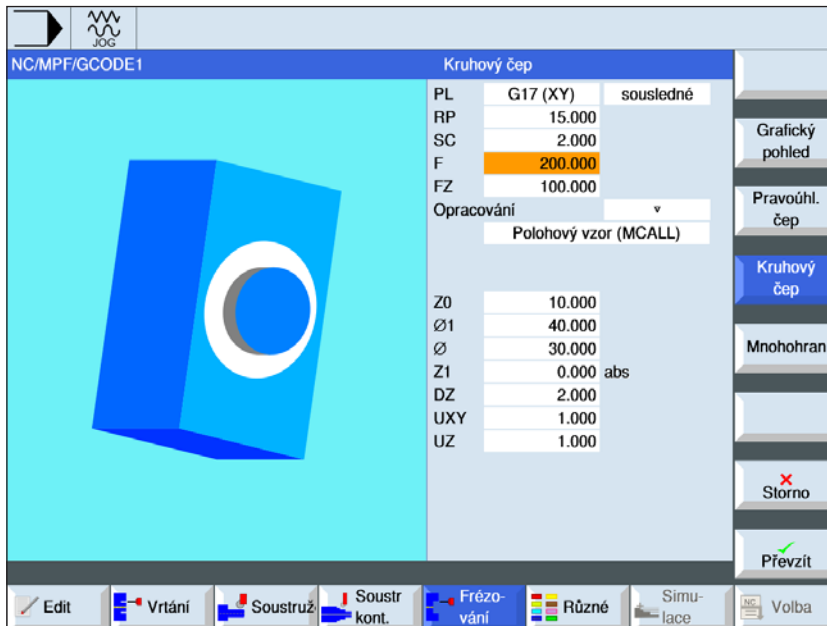 JOG
NC/MPF/GCODE1
Kruhový čep
PL G17 (XY) sousledné
RP 15.000
SC 2.000
F 200.000
FZ 100.000
Opracování ▿
Polohový vzor (MCALL)
Z0 10.000
∅1 40.000
∅ 30.000
Z1 0.000 abs
DZ 2.000
UXY 1.000
UZ 1.000
Grafický
pohled
Pravoúhl.
čep
Kruhový
čep
Mnohohran
Storno
Převzít
Edit
Vrtání
Soustruž
Soustr
kont.
Frézo-
vání
Různé
Simu-
lace
NC
Volba